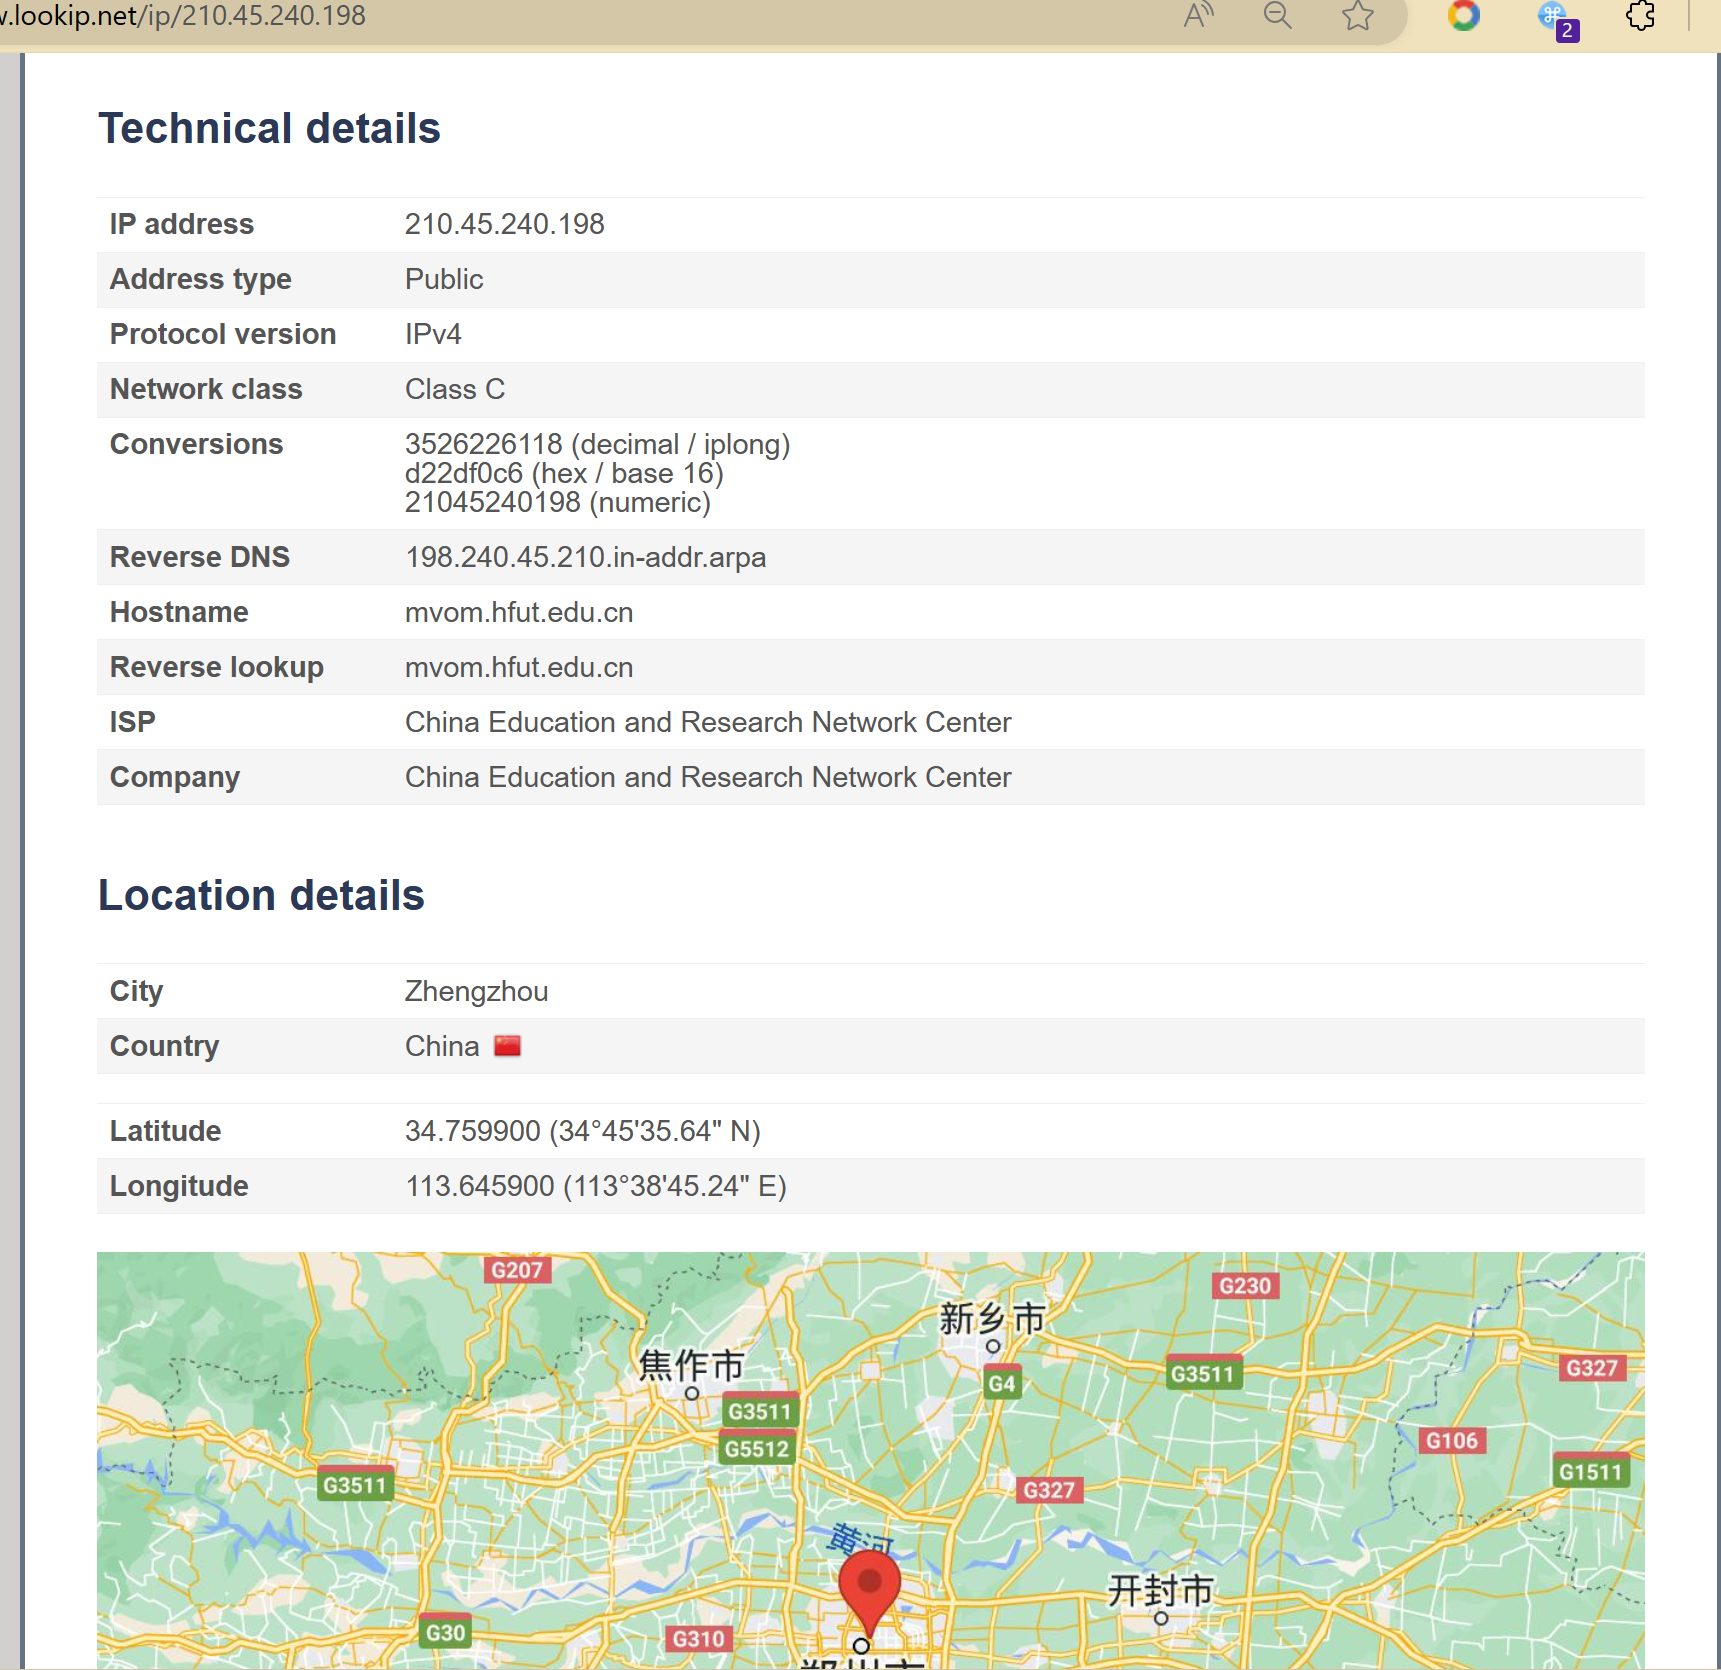 .lookip.net/ip/210.45.240.198
2
Technical details
IP address 210.45.240.198
Address type Public
Protocol version IPv4
Network class Class C
Conversions 3526226118 (decimal / iplong)
d22df0c6 (hex / base 16)
21045240198 (numeric)
Reverse DNS 198.240.45.210.in-addr.arpa
Hostname mvom.hfut.edu.cn
Reverse lookup mvom.hfut.edu.cn
ISP China Education and Research Network Center
Company China Education and Research Network Center
Location details
City Zhengzhou
Country China
Latitude 34.759900 (34°45'35.64" N)
Longitude 113.645900 (113°38'45.24" E)
G207
G230
新乡市
焦作市
G4
G3511
G327
G3511
G5512
G106
G1511
G3511
G327
黄河
开封市
G30
G310